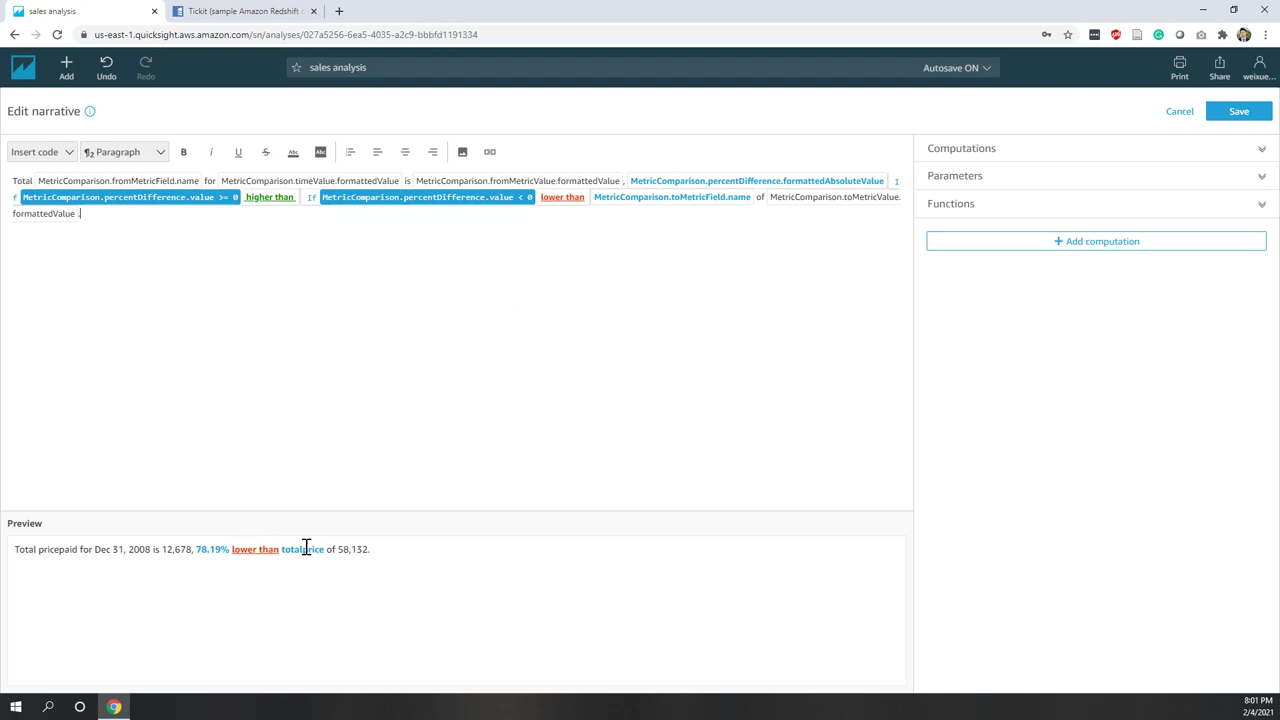 sales analysis
Tickit (sample Amazon Redshift d
us-east-1.quicksight.aws.amazon.com/sn/analyses/027a5256-6ea5-4035-a2c9-bbbfd1191334
Add
Undo
Redo
sales analysis
Autosave ON
Print
Share
weixue...
Edit narrative
Cancel
Save
Insert code
¶2 Paragraph
B
i
U
S
Abc
Abc
Computations
Parameters
Functions
Add computation
Total MetricComparison.fromMetricField.name for MetricComparison.timeValue.formattedValue is MetricComparison.fromMetricValue.formattedValue , MetricComparison.percentDifference.formattedAbsoluteValue I
f MetricComparison.percentDifference.value >= 0 higher than If MetricComparison.percentDifference.value < 0 lower than MetricComparison.toMetricField.name of MetricComparison.toMetricValue.
formattedValue .
Preview
Total pricepaid for Dec 31, 2008 is 12,678, 78.19% lower than totalprice of 58,132.
8:01 PM
2/4/2021